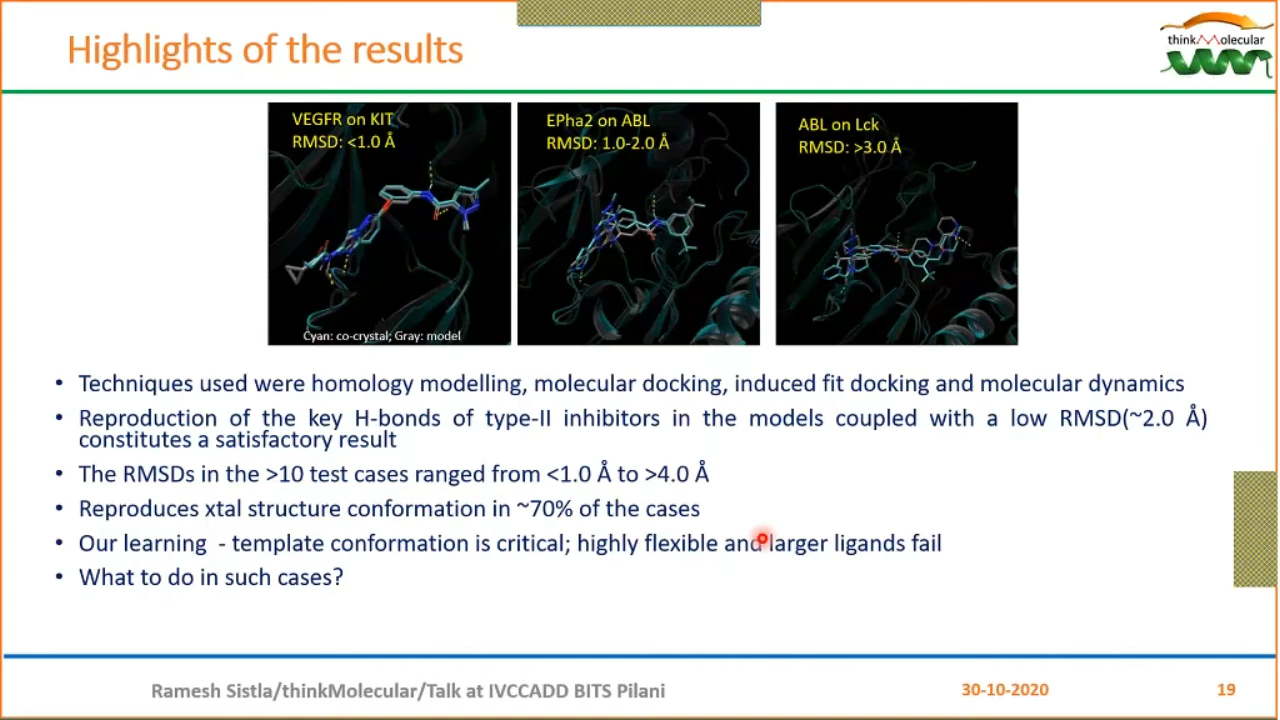 Highlights of the results
thinkMolecular
VEGFR on KIT
RMSD: <1.0 Å
EPha2 on ABL
RMSD: 1.0-2.0 Å
ABL on Lck
RMSD: >3.0 Å
Cyan: co-crystal; Gray: model
• Techniques used were homology modelling, molecular docking, induced fit docking and molecular dynamics
• Reproduction of the key H-bonds of type-II inhibitors in the models coupled with a low RMSD(~2.0 Å)
constitutes a satisfactory result
• The RMSDs in the >10 test cases ranged from <1.0 Å to >4.0 Å
• Reproduces xtal structure conformation in ~70% of the cases
• Our learning - template conformation is critical; highly flexible and larger ligands fail
• What to do in such cases?
Ramesh Sistla/thinkMolecular/Talk at IVCCADD BITS Pilani
30-10-2020
19